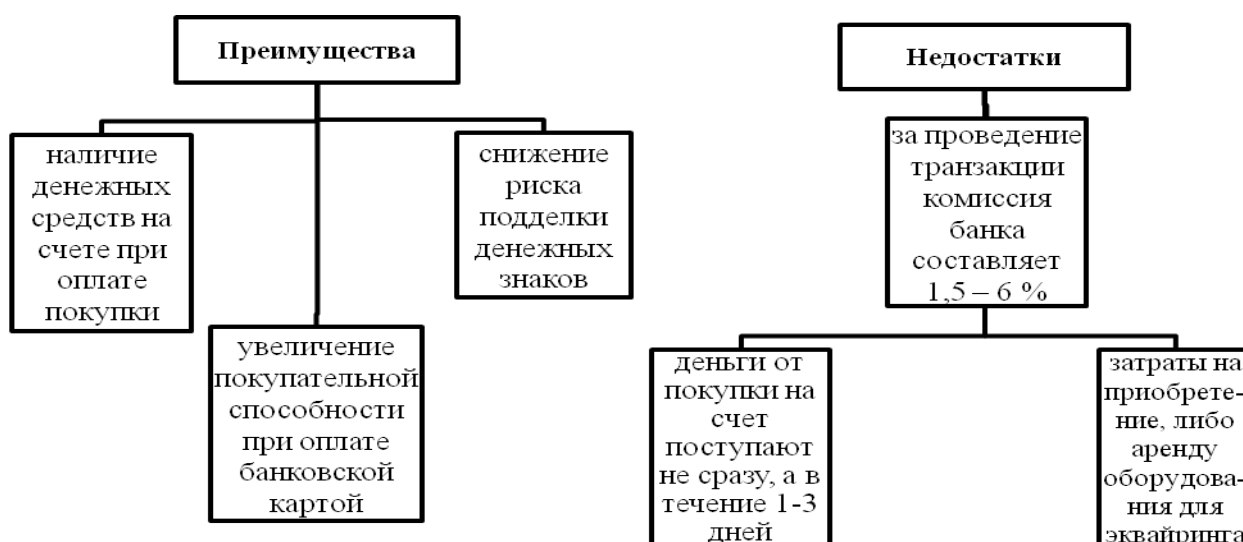 Преимущества
наличие
денежных
средств на
счете при
оплате
покупки
увеличение
покупательной
способности
при оплате
банковской
картой
снижение
риска
подделки
денежных
знаков
Недостатки
за проведение
транзакции
комиссия
банка
составляет
1,5 – 6 %
деньги от
покупки на
счет
поступают
не сразу, а в
течение 1-3
дней
затраты на
приобрете-
ние, либо
аренду
оборудова-
ния для
эквайринга